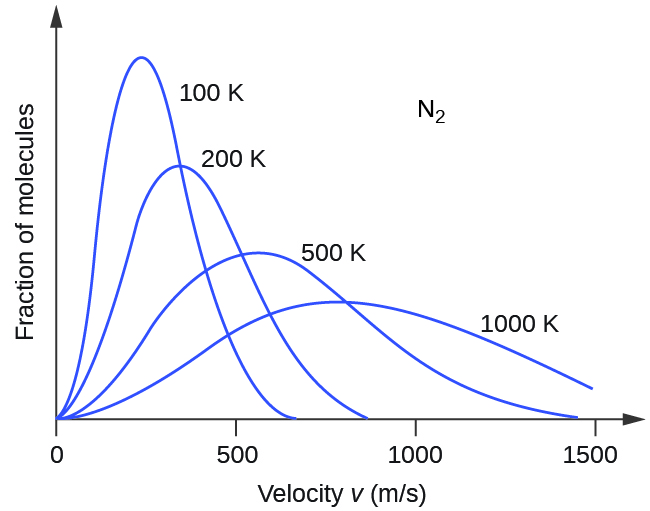 100 K
N₂
200 K
500 K
1000 K
Fraction of molecules
0 500 1000 1500
Velocity v (m/s)